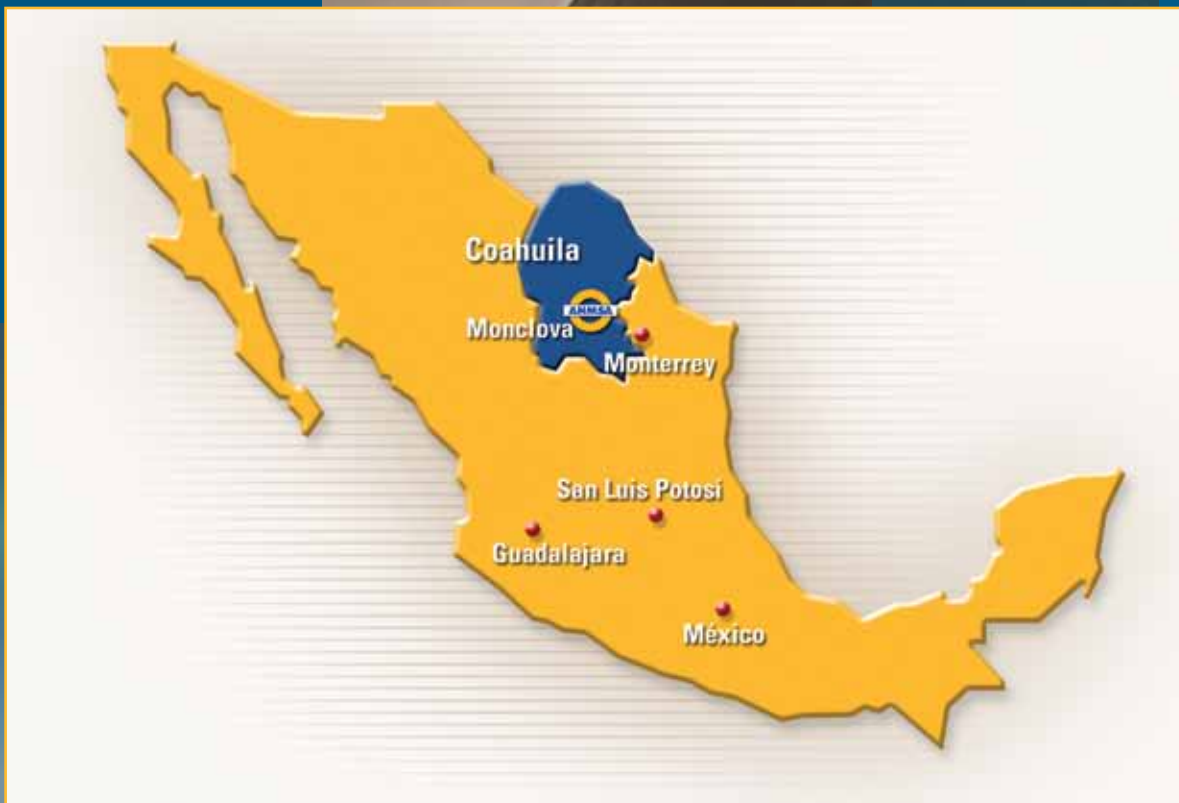 Coahuila
AHMSA
Monclova
Monterrey
San Luis Potosí
Guadalajara
México